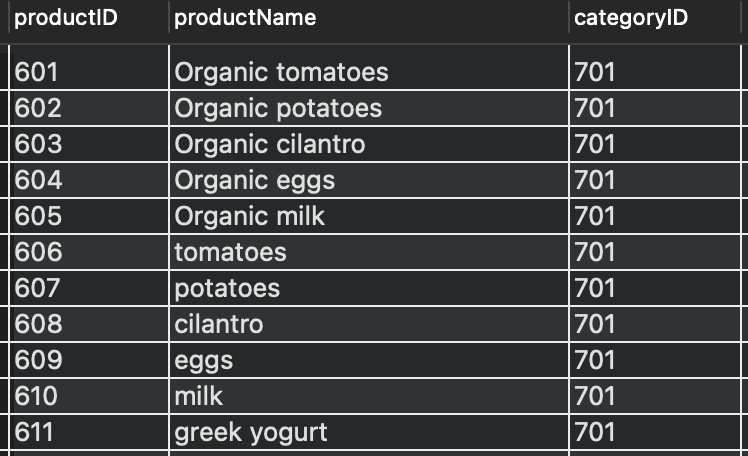 productID productName categoryID
601 Organic tomatoes 701
602 Organic potatoes 701
603 Organic cilantro 701
604 Organic eggs 701
605 Organic milk 701
606 tomatoes 701
607 potatoes 701
608 cilantro 701
609 eggs 701
610 milk 701
611 greek yogurt 701